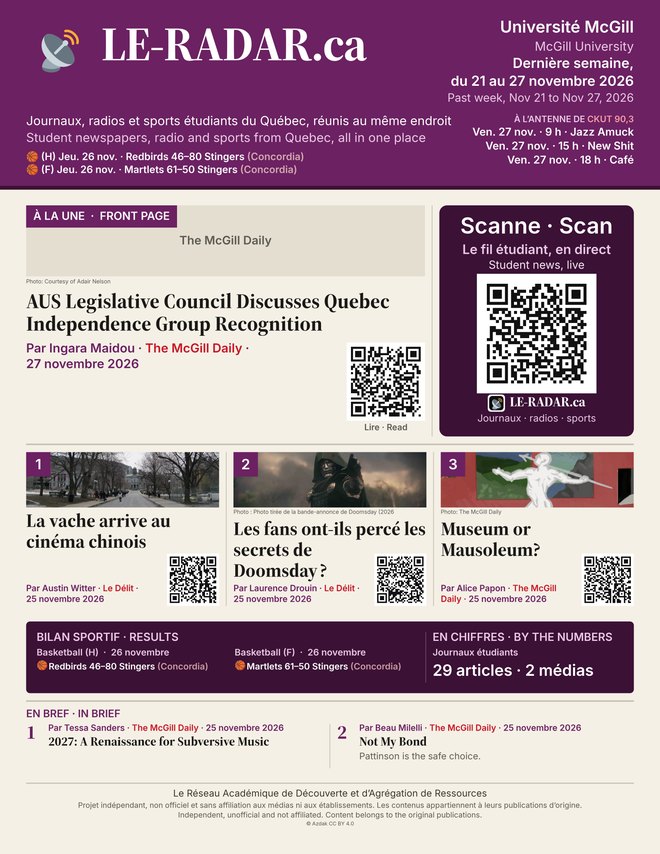 LE-RADAR.ca
Université McGill
McGill University
Dernière semaine,
du 21 au 27 novembre 2026
Past week, Nov 21 to Nov 27, 2026
Journaux, radios et sports étudiants du Québec, réunis au même endroit
Student newspapers, radio and sports from Quebec, all in one place
(H) Jeu. 26 nov. · Redbirds 46–80 Stingers (Concordia)
(F) Jeu. 26 nov. · Martlets 61–50 Stingers (Concordia)
À L'ANTENNE DE CKUT 90,3
Ven. 27 nov. · 9 h · Jazz Amuck
Ven. 27 nov. · 15 h · New Shit
Ven. 27 nov. · 18 h · Café
À LA UNE · FRONT PAGE
The McGill Daily
Photo: Courtesy of Adair Nelson
AUS Legislative Council Discusses Quebec
Independence Group Recognition
Par Ingara Maidou · The McGill Daily ·
27 novembre 2026
Lire · Read
Scanne · Scan
Le fil étudiant, en direct
Student news, live
LE-RADAR.ca
Journaux · radios · sports
1
La vache arrive au
cinéma chinois
Par Austin Witter · Le Délit ·
25 novembre 2026
2
Photo : Photo tirée de la bande-annonce de Doomsday (2026
Les fans ont-ils percé les
secrets de
Doomsday ?
Par Laurence Drouin · Le Délit ·
25 novembre 2026
3
Photo: The McGill Daily
Museum or
Mausoleum?
Par Alice Papon · The McGill
Daily · 25 novembre 2026
BILAN SPORTIF · RESULTS
Basketball (H) · 26 novembre
Redbirds 46–80 Stingers (Concordia)
Basketball (F) · 26 novembre
Martlets 61–50 Stingers (Concordia)
EN CHIFFRES · BY THE NUMBERS
Journaux étudiants
29 articles · 2 médias
EN BREF · IN BRIEF
1
Par Tessa Sanders · The McGill Daily · 25 novembre 2026
2027: A Renaissance for Subversive Music
2
Par Beau Milelli · The McGill Daily · 25 novembre 2026
Not My Bond
Pattinson is the safe choice.
Le Réseau Académique de Découverte et d'Agrégation de Ressources
Projet indépendant, non officiel et sans affiliation aux médias ni aux établissements. Les contenus appartiennent à leurs publications d'origine.
Independent, unofficial and not affiliated. Content belongs to the original publications.
© Azdak CC BY 4.0